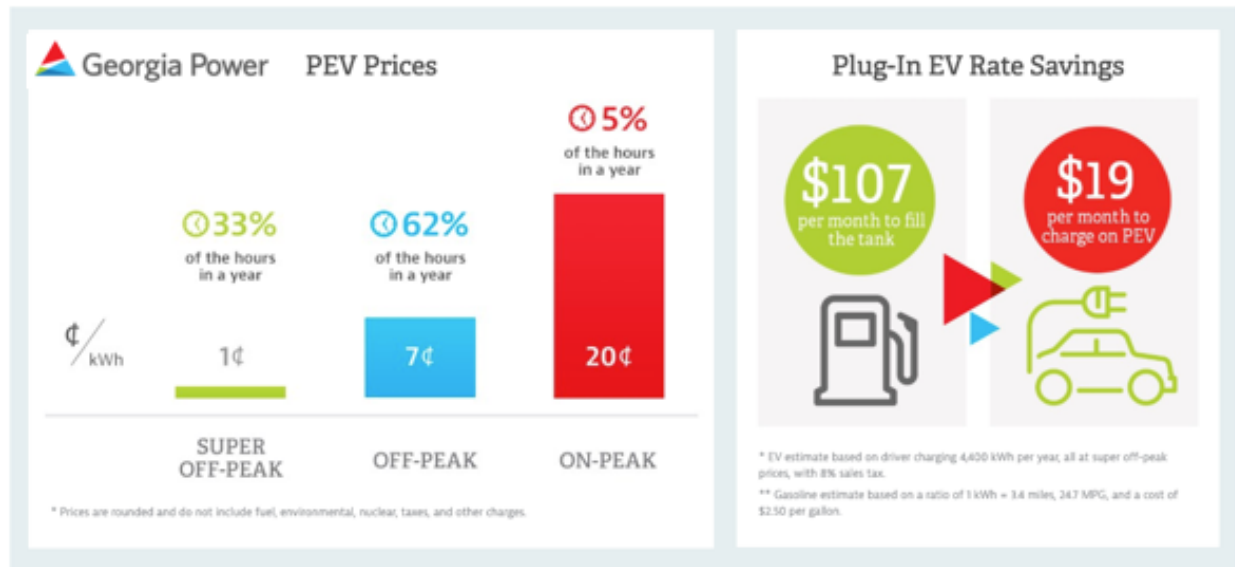 Georgia Power PEV Prices
5%
of the hours
in a year
33%
of the hours
in a year
62%
of the hours
in a year
¢/kWh
1¢
7¢
20¢
SUPER
OFF-PEAK
OFF-PEAK
ON-PEAK
* Prices are rounded and do not include fuel, environmental, nuclear, taxes, and other charges.
Plug-In EV Rate Savings
$107
per month to fill
the tank
$19
per month to
charge on PEV
* EV estimate based on driver charging 4,400 kWh per year, all at super off-peak
prices, with 8% sales tax.
** Gasoline estimate based on a ratio of 1 kWh = 3.4 miles, 24.7 MPG, and a cost of
$2.50 per gallon.